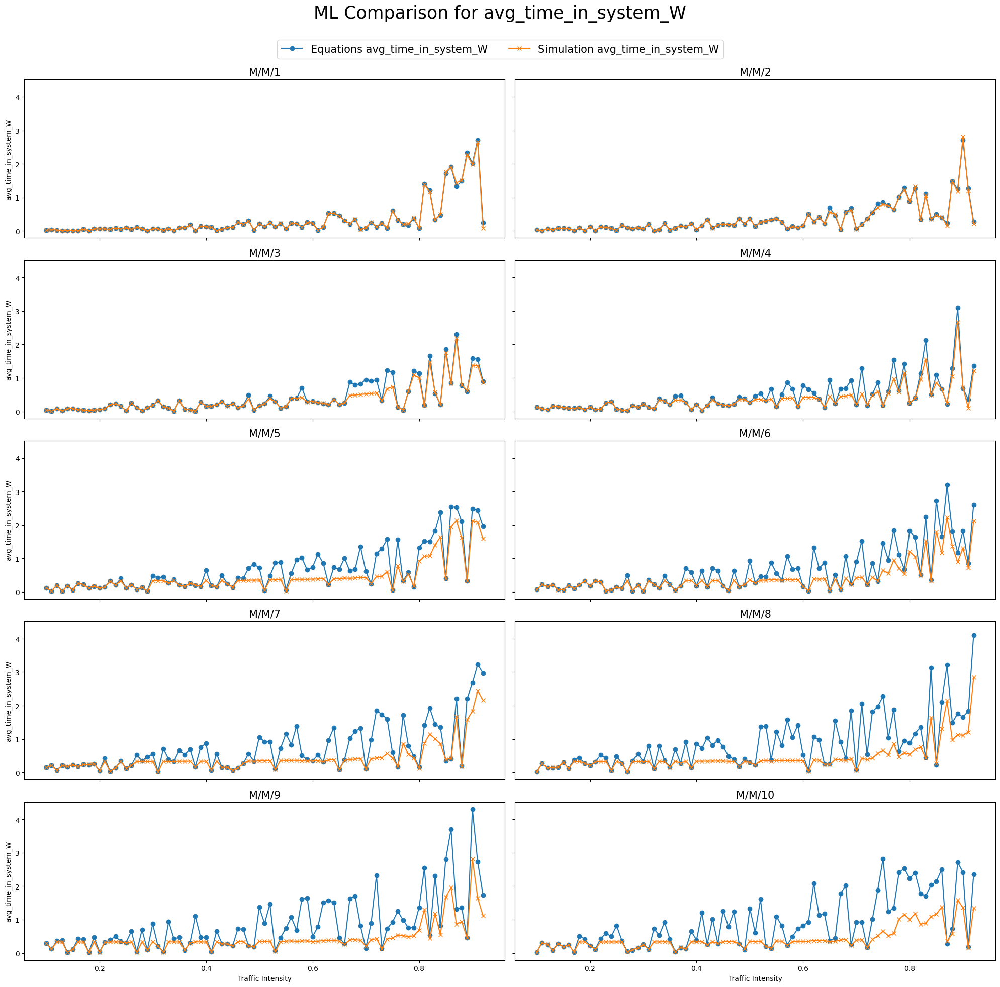 ML Comparison for avg_time_in_system_W
Equations avg_time_in_system_W Simulation avg_time_in_system_W
M/M/1 M/M/2
avg_time_in_system_W
4
3
2
1
0
M/M/3 M/M/4
avg_time_in_system_W
4
3
2
1
0
M/M/5 M/M/6
avg_time_in_system_W
4
3
2
1
0
M/M/7 M/M/8
avg_time_in_system_W
4
3
2
1
0
M/M/9 M/M/10
avg_time_in_system_W
4
3
2
1
0
0.2 0.4 0.6 0.8 0.2 0.4 0.6 0.8
Traffic Intensity Traffic Intensity